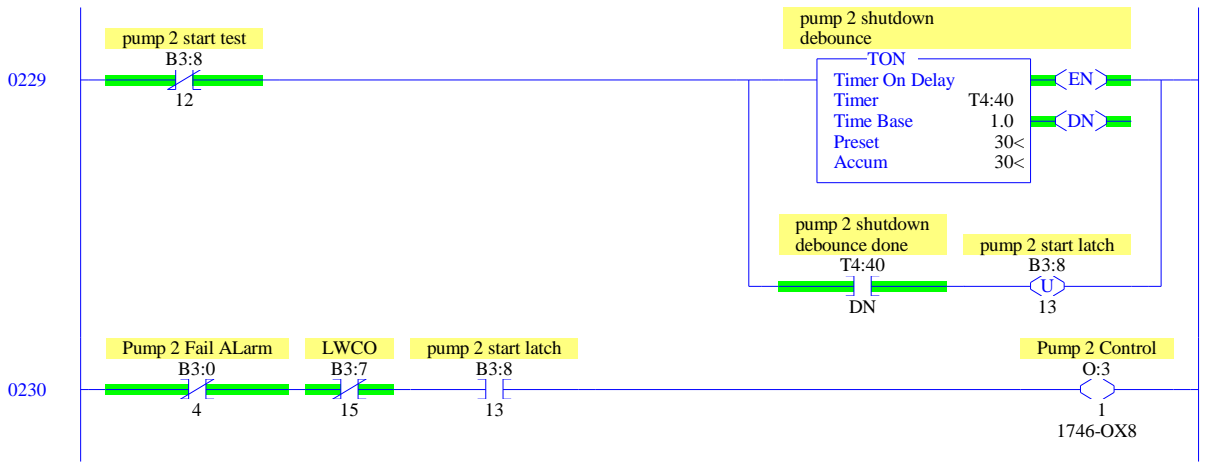 pump 2 start test
B3:8
12
0229
pump 2 shutdown
debounce
TON
Timer On Delay
Timer T4:40
Time Base 1.0
Preset 30<
Accum 30<
EN
DN
pump 2 shutdown
debounce done
T4:40
DN
pump 2 start latch
B3:8
U
13
0230
Pump 2 Fail ALarm
B3:0
4
LWCO
B3:7
15
pump 2 start latch
B3:8
13
Pump 2 Control
O:3
1
1746-OX8